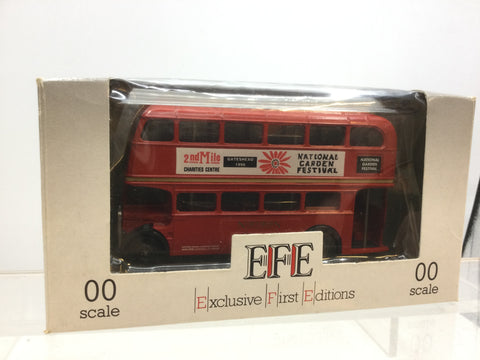 2nd Mile
CHARITIES CENTRE
GATESHEAD
1990
NATIONAL
GARDEN
FESTIVAL
NATIONAL
GARDEN
FESTIVAL
EFE
Exclusive First Editions
00
scale
00
scale